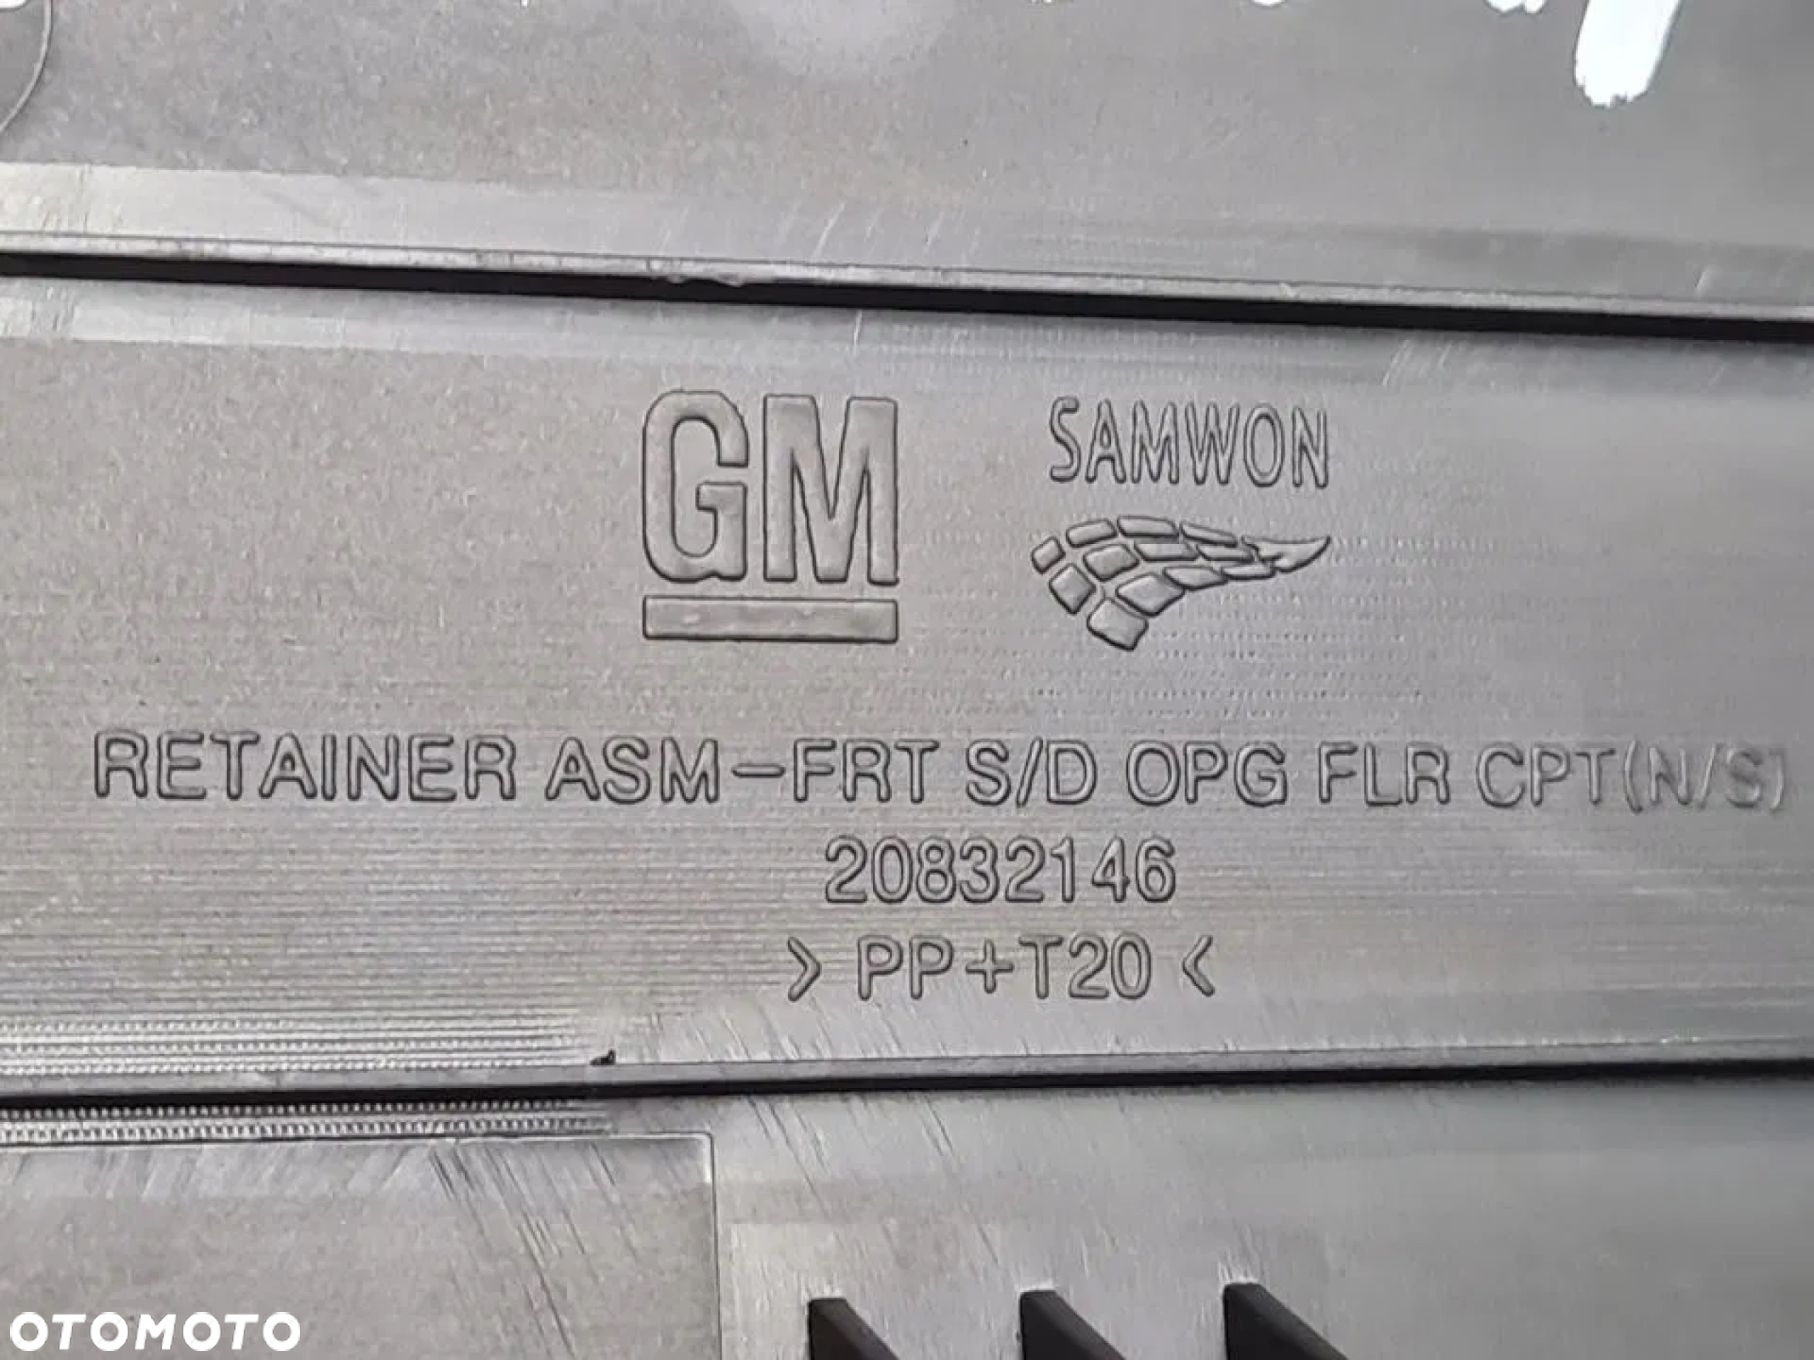 GM
SAMWON
RETAINER ASM-FRT S/D OPG FLR CPT(N/S)
20832146
> PP+T20 <
OTOMOTO